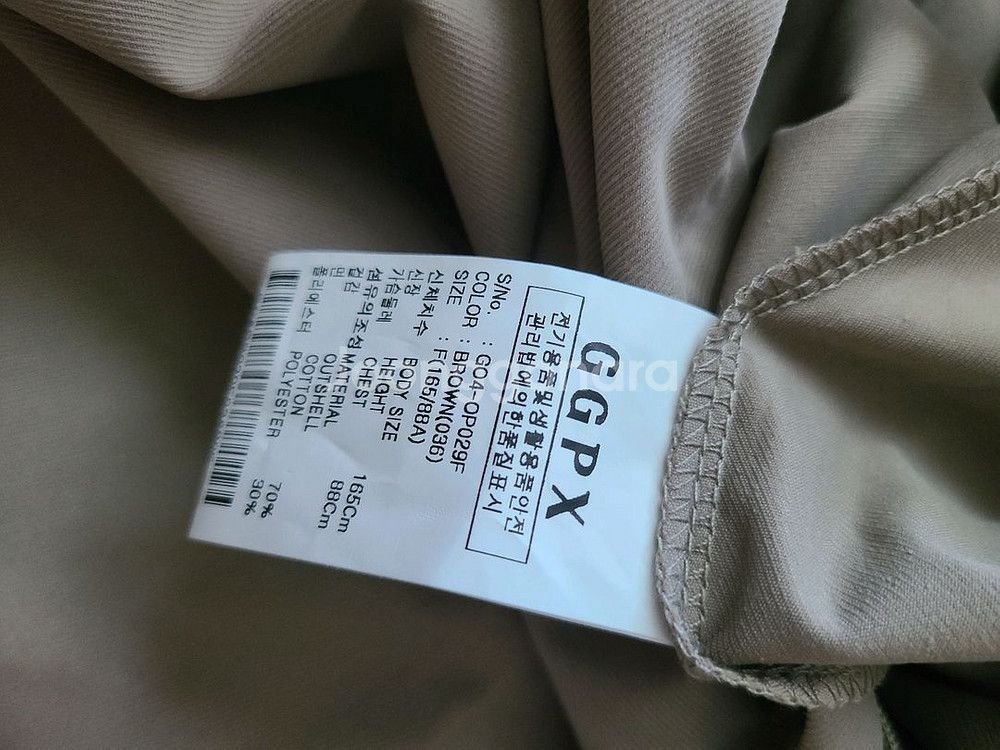 GGPX
전기용품및생활용품안전
관리법에의한품질표시
S/No. : GO4-OP029F
COLOR : BROWN(036)
SIZE : F(165/88A)
신체치수 BODY SIZE
신장 HEIGHT 165Cm
가슴둘레 CHEST 88Cm
섬유의조성 MATERIAL
겉감 OUTSHELL
면 COTTON 70%
폴리에스터 POLYESTER 30%